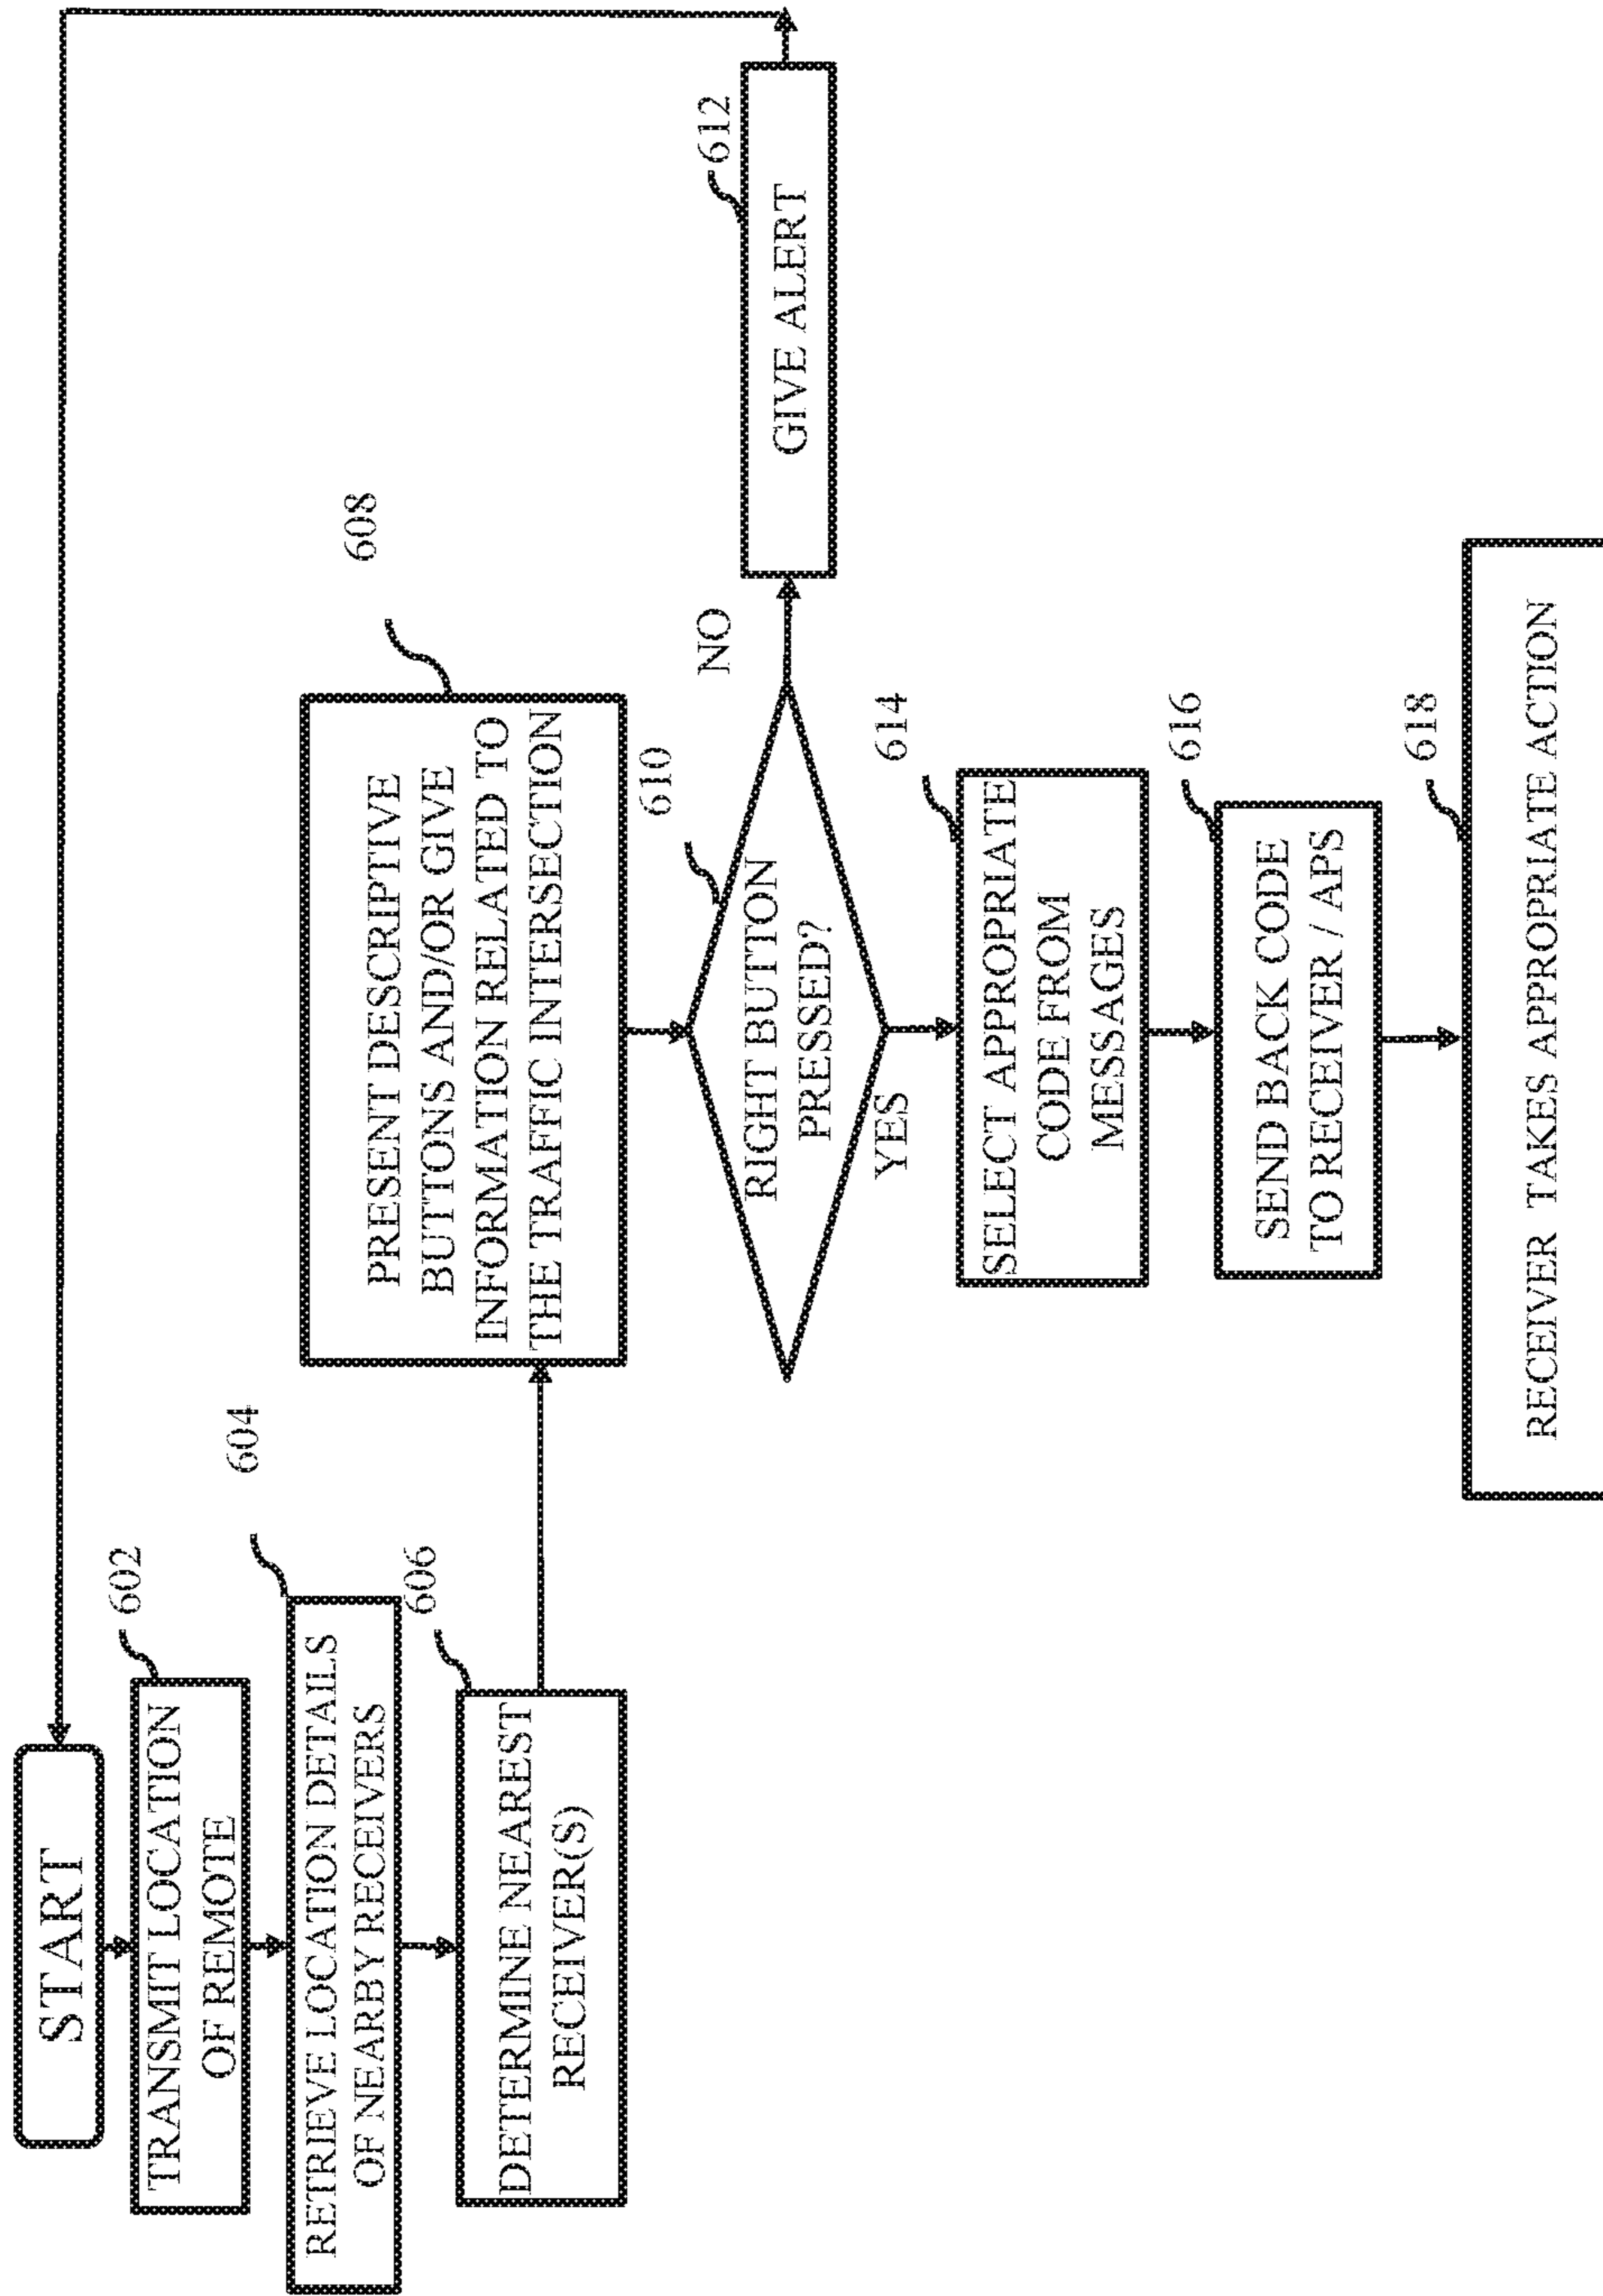 START
602
TRANSMIT LOCATION
OF REMOTE
604
RETRIEVE LOCATION DETAILS
OF NEARBY RECEIVERS
606
DETERMINE NEAREST
RECEIVER(S)
608
PRESENT DESCRIPTIVE
BUTTONS AND/OR GIVE
INFORMATION RELATED TO
THE TRAFFIC INTERSECTION
610
RIGHT BUTTON
PRESSED?
NO
612
GIVE ALERT
YES
614
SELECT APPROPRIATE
CODE FROM
MESSAGES
616
SEND BACK CODE
TO RECEIVER / APS
618
RECEIVER TAKES APPROPRIATE ACTION